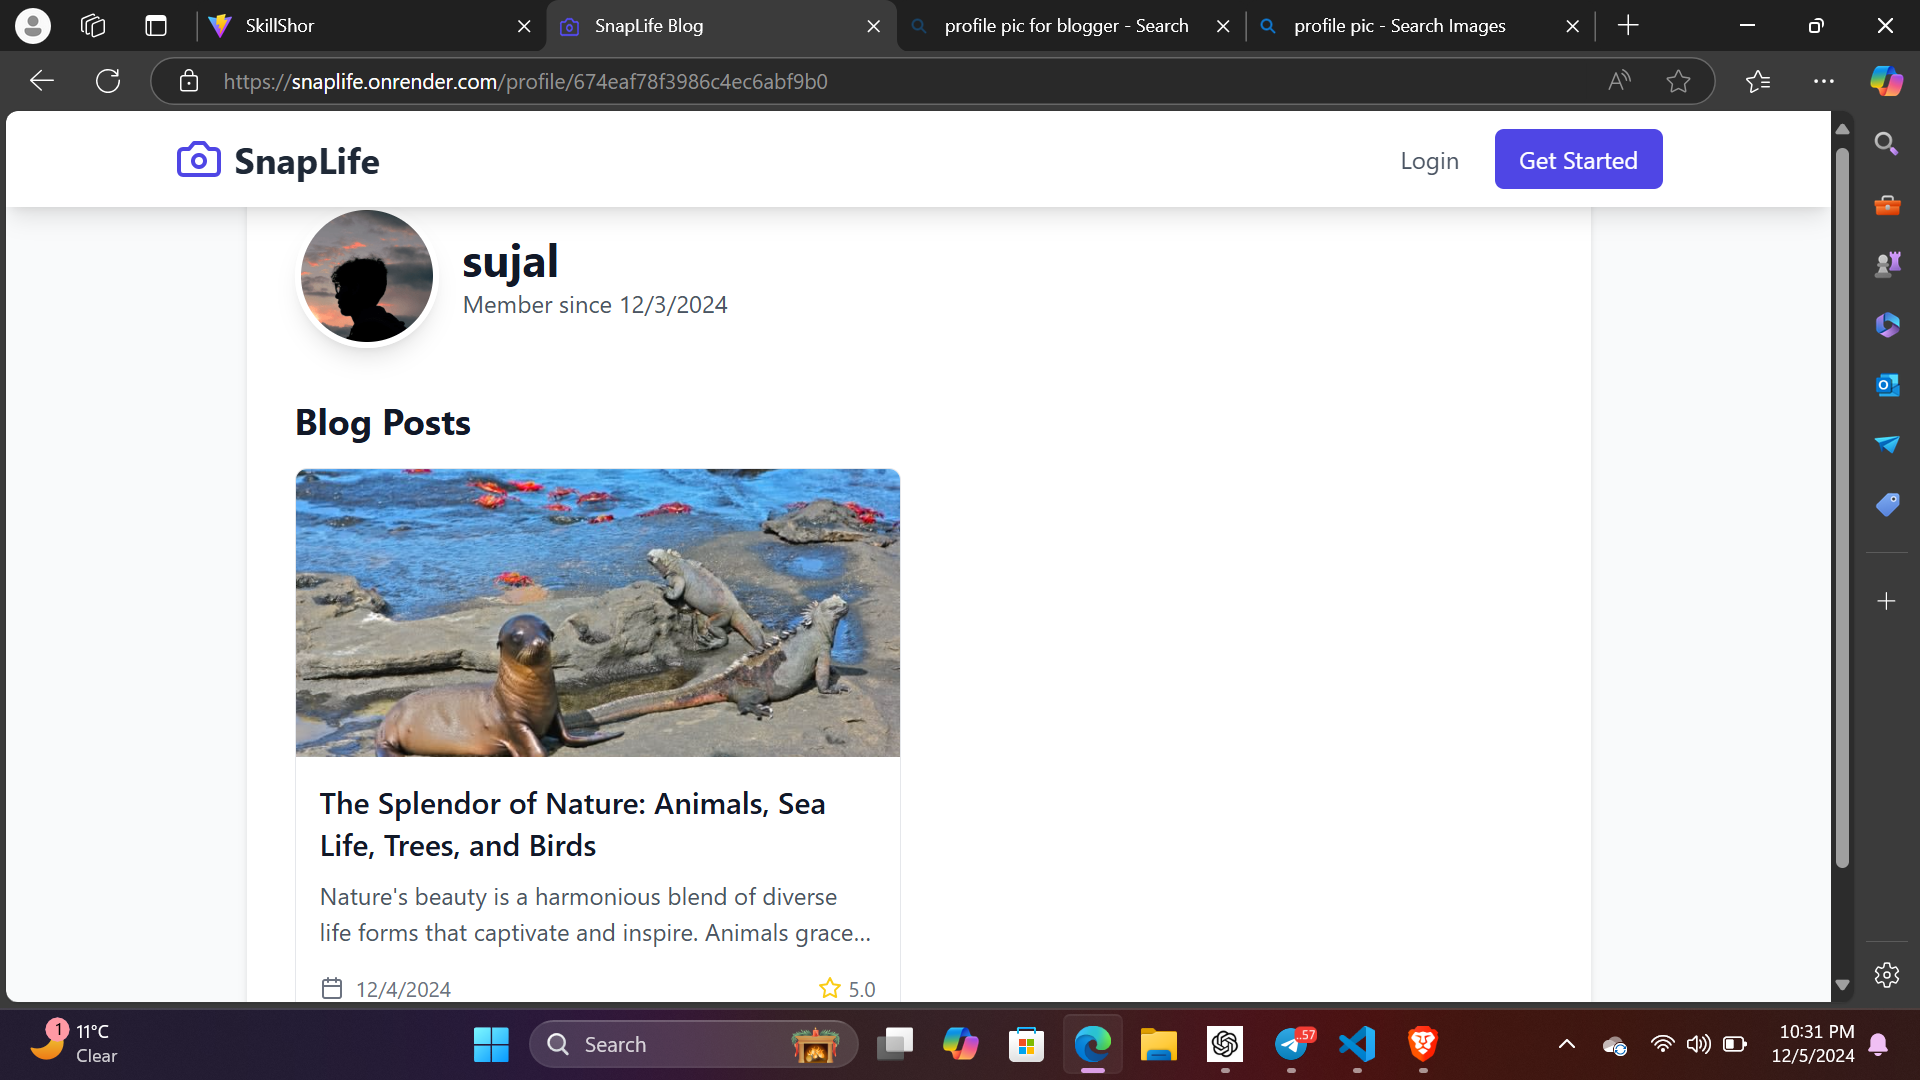 SkillShor
SnapLife Blog
profile pic for blogger - Search
profile pic - Search Images
https://snaplife.onrender.com/profile/674eaf78f3986c4ec6abf9b0
SnapLife
Login
Get Started
sujal
Member since 12/3/2024
Blog Posts
The Splendor of Nature: Animals, Sea
Life, Trees, and Birds
Nature's beauty is a harmonious blend of diverse
life forms that captivate and inspire. Animals grace...
12/4/2024
5.0
1
11°C
Clear
Search
..57
10:31 PM
12/5/2024